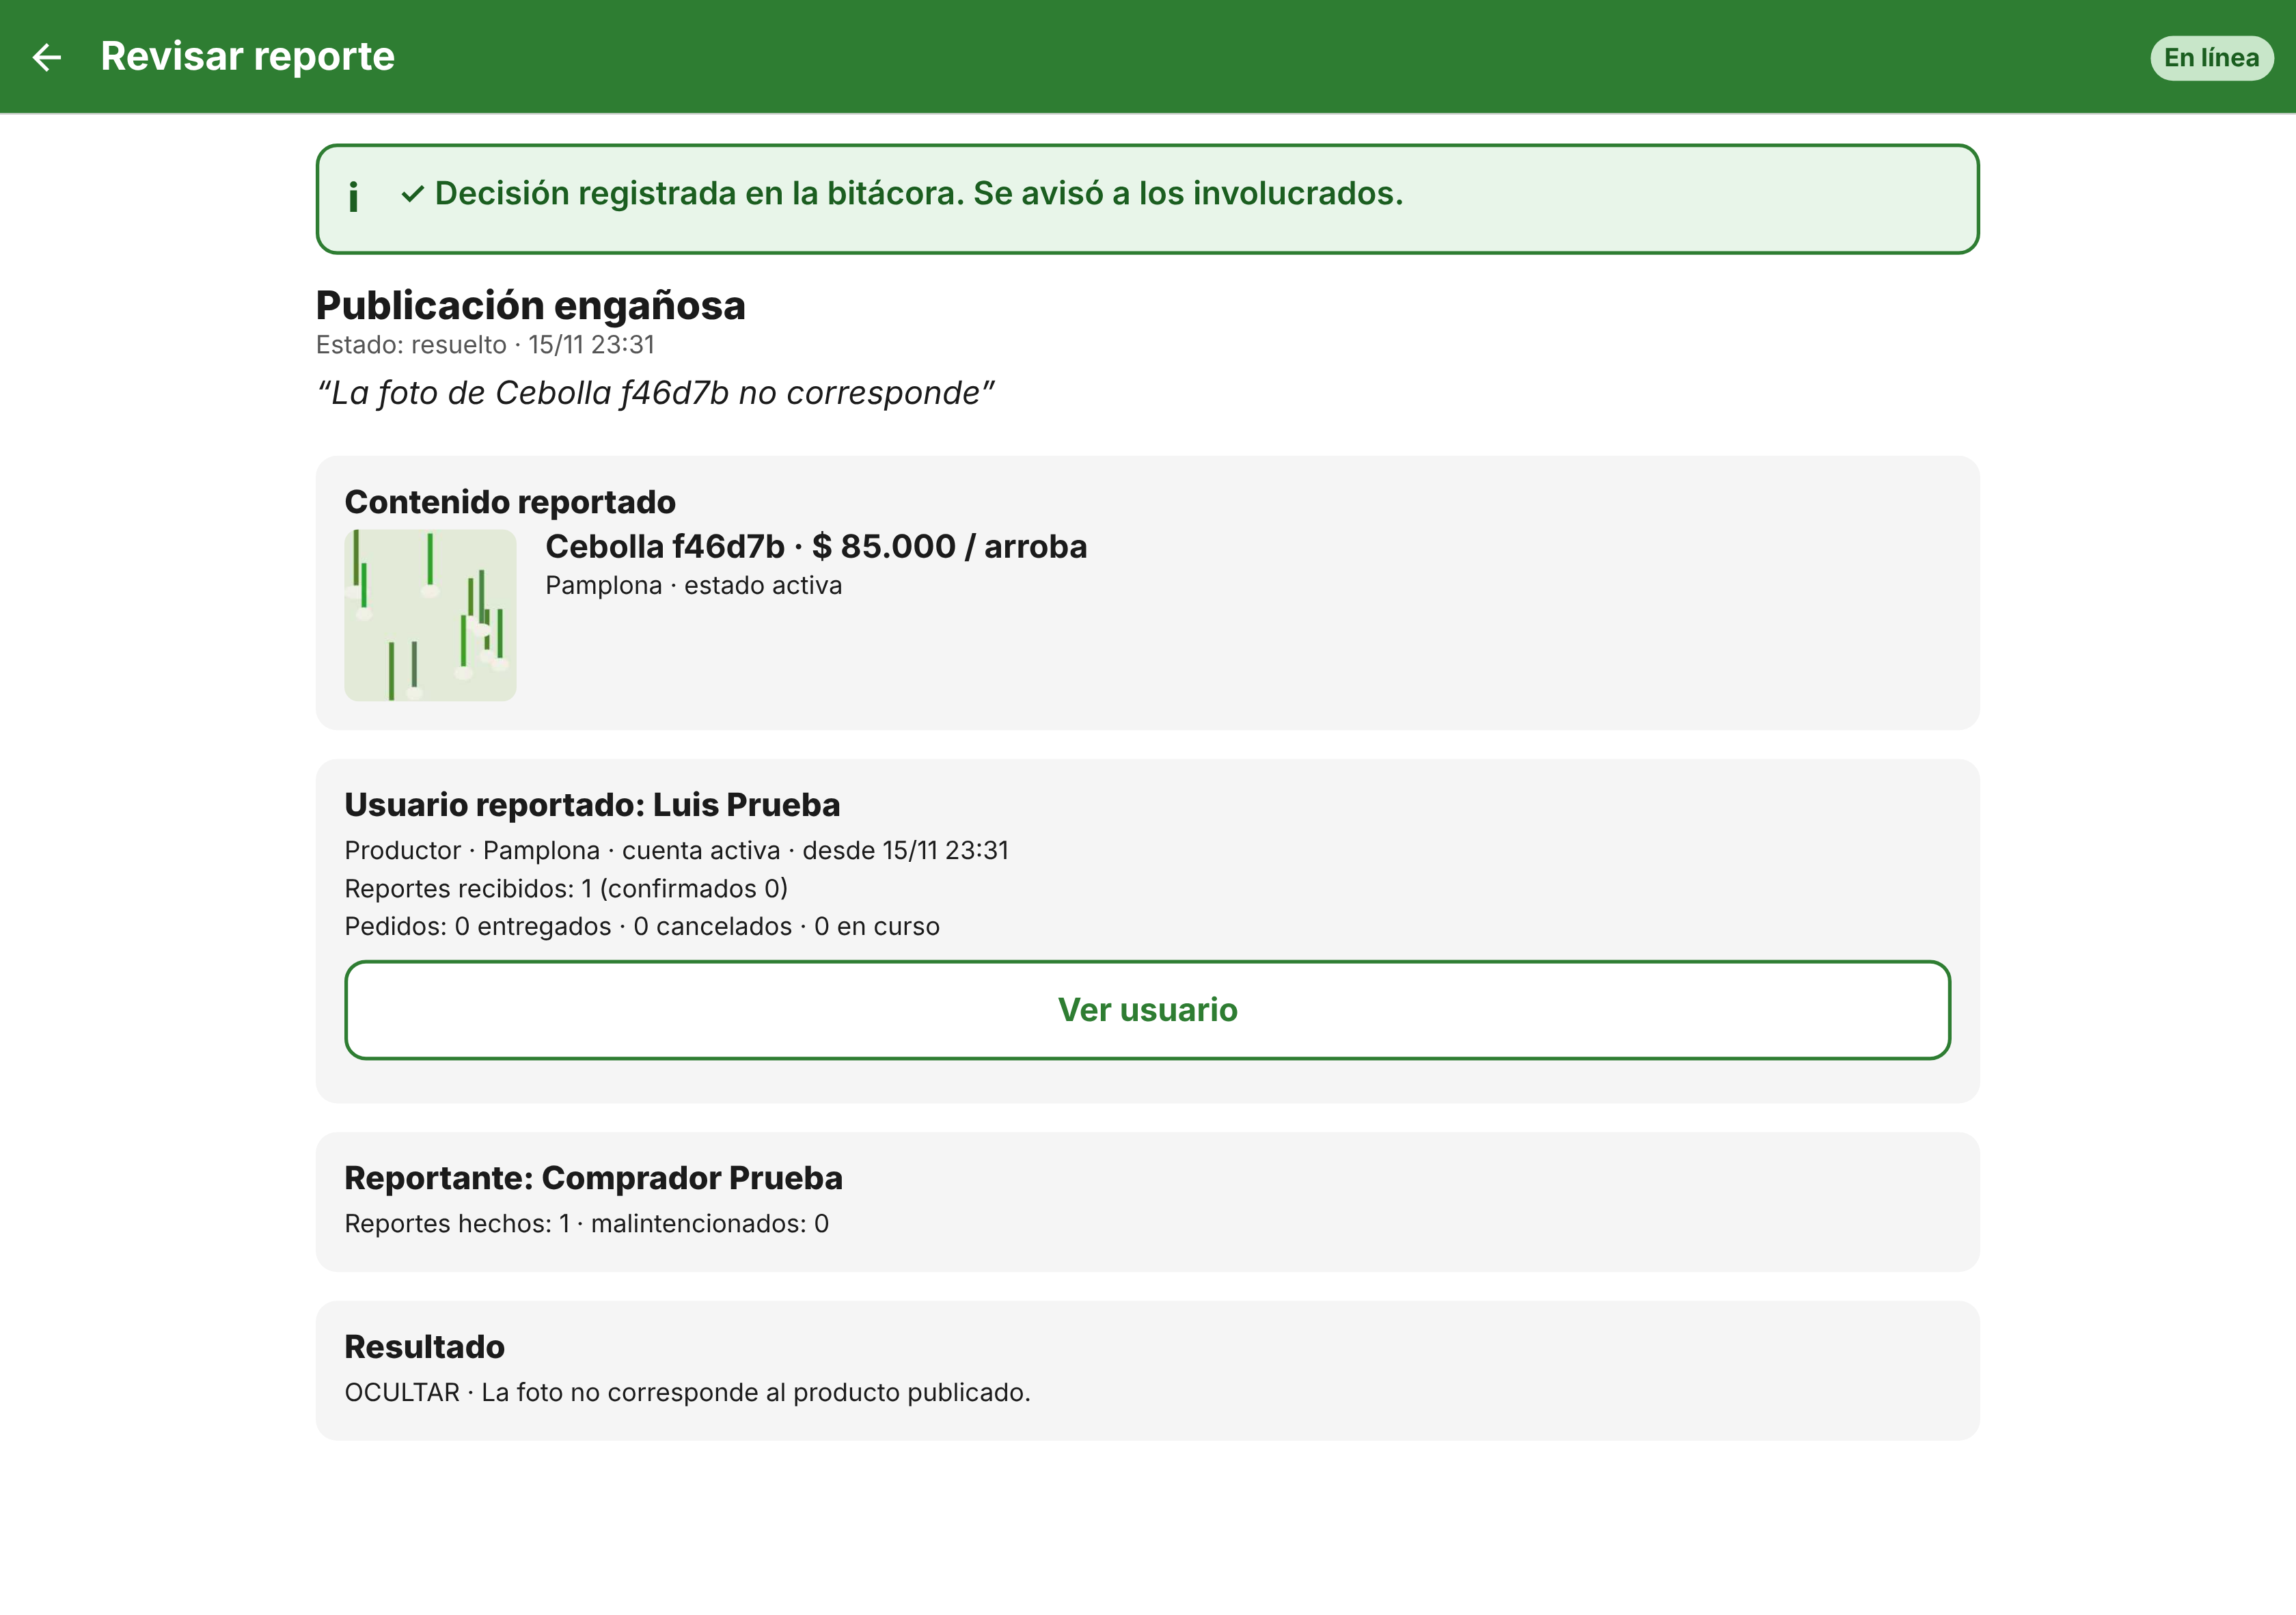 Revisar reporte
En línea
i ✓ Decisión registrada en la bitácora. Se avisó a los involucrados.
Publicación engañosa
Estado: resuelto · 15/11 23:31
“La foto de Cebolla f46d7b no corresponde”
Contenido reportado
Cebolla f46d7b · $ 85.000 / arroba
Pamplona · estado activa
Usuario reportado: Luis Prueba
Productor · Pamplona · cuenta activa · desde 15/11 23:31
Reportes recibidos: 1 (confirmados 0)
Pedidos: 0 entregados · 0 cancelados · 0 en curso
Ver usuario
Reportante: Comprador Prueba
Reportes hechos: 1 · malintencionados: 0
Resultado
OCULTAR · La foto no corresponde al producto publicado.